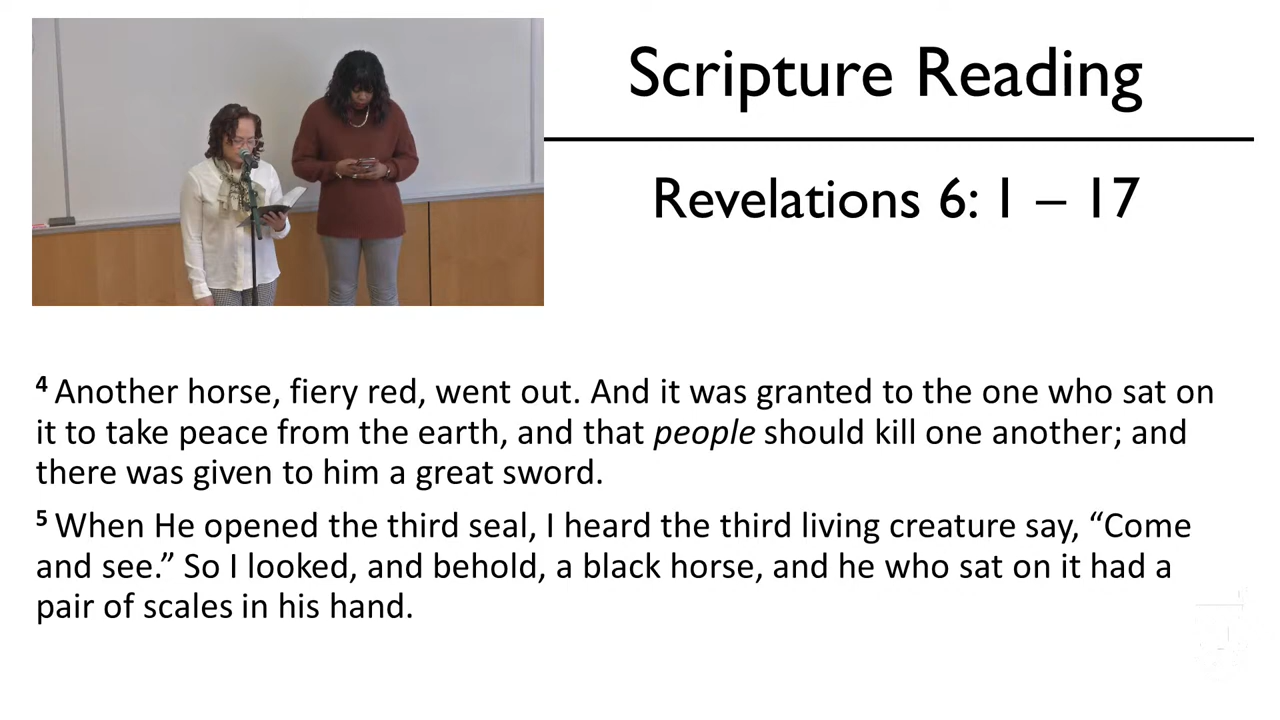 Scripture Reading
Revelations 6: 1 – 17
4 Another horse, fiery red, went out. And it was granted to the one who sat on
it to take peace from the earth, and that people should kill one another; and
there was given to him a great sword.
5 When He opened the third seal, I heard the third living creature say, “Come
and see.” So I looked, and behold, a black horse, and he who sat on it had a
pair of scales in his hand.